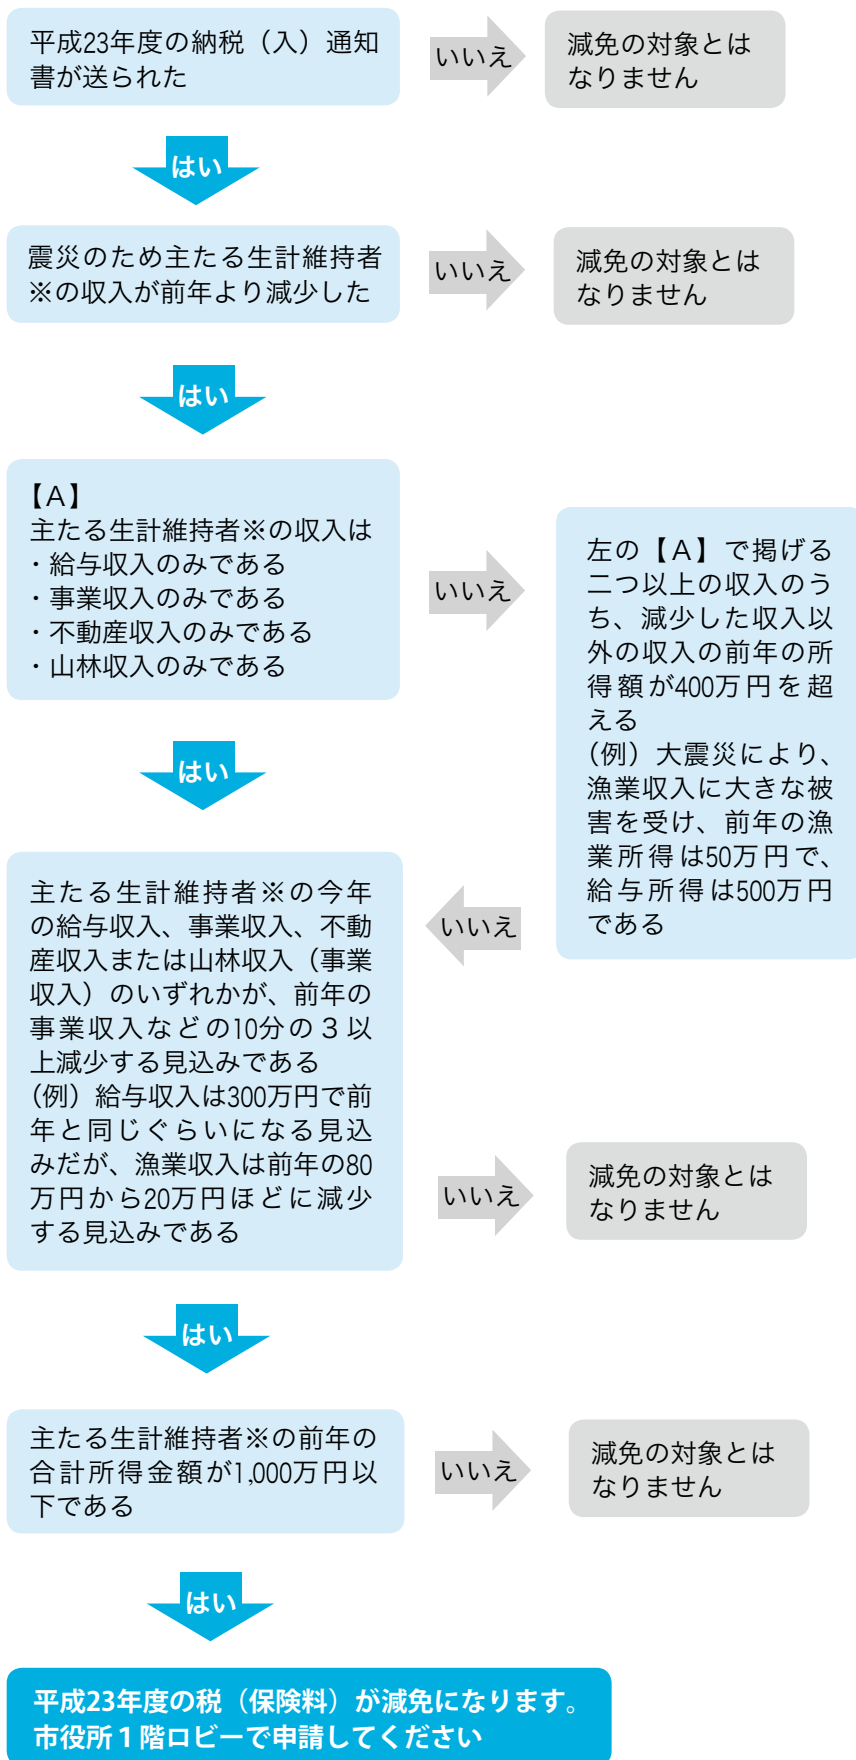 平成23年度の納税（入）通知
書が送られた
いいえ
減免の対象とは
なりません
はい
震災のため主たる生計維持者
※の収入が前年より減少した
いいえ
減免の対象とは
なりません
はい
【A】
主たる生計維持者※の収入は
・給与収入のみである
・事業収入のみである
・不動産収入のみである
・山林収入のみである
いいえ
左の【A】で掲げる
二つ以上の収入のう
ち、減少した収入以
外の収入の前年の所
得額が400万円を超
える
（例）大震災により、
漁業収入に大きな被
害を受け、前年の漁
業所得は50万円で、
給与所得は500万円
である
はい
いいえ
主たる生計維持者※の今年
の給与収入、事業収入、不動
産収入または山林収入（事業
収入）のいずれかが、前年の
事業収入などの10分の３以
上減少する見込みである
（例）給与収入は300万円で前
年と同じぐらいになる見込
みだが、漁業収入は前年の80
万円から20万円ほどに減少
する見込みである
いいえ
減免の対象とは
なりません
はい
主たる生計維持者※の前年の
合計所得金額が1,000万円以
下である
いいえ
減免の対象とは
なりません
はい
平成23年度の税（保険料）が減免になります。
市役所１階ロビーで申請してください